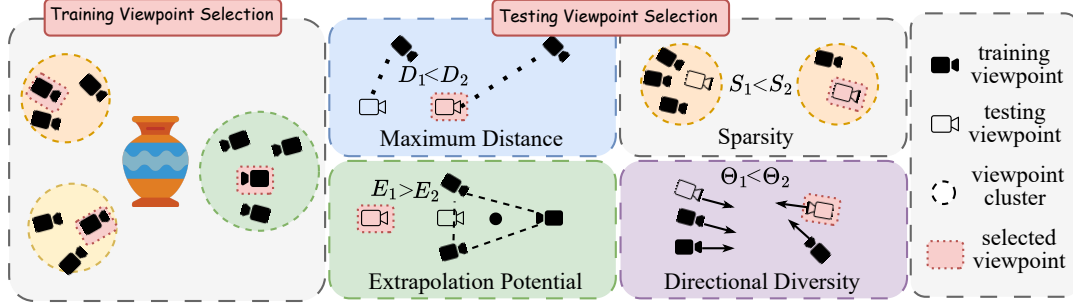 Training Viewpoint Selection
Testing Viewpoint Selection
D₁<D₂
Maximum Distance
S₁<S₂
Sparsity
E₁>E₂
Extrapolation Potential
Θ₁<Θ₂
Directional Diversity
training
viewpoint
testing
viewpoint
viewpoint
cluster
selected
viewpoint